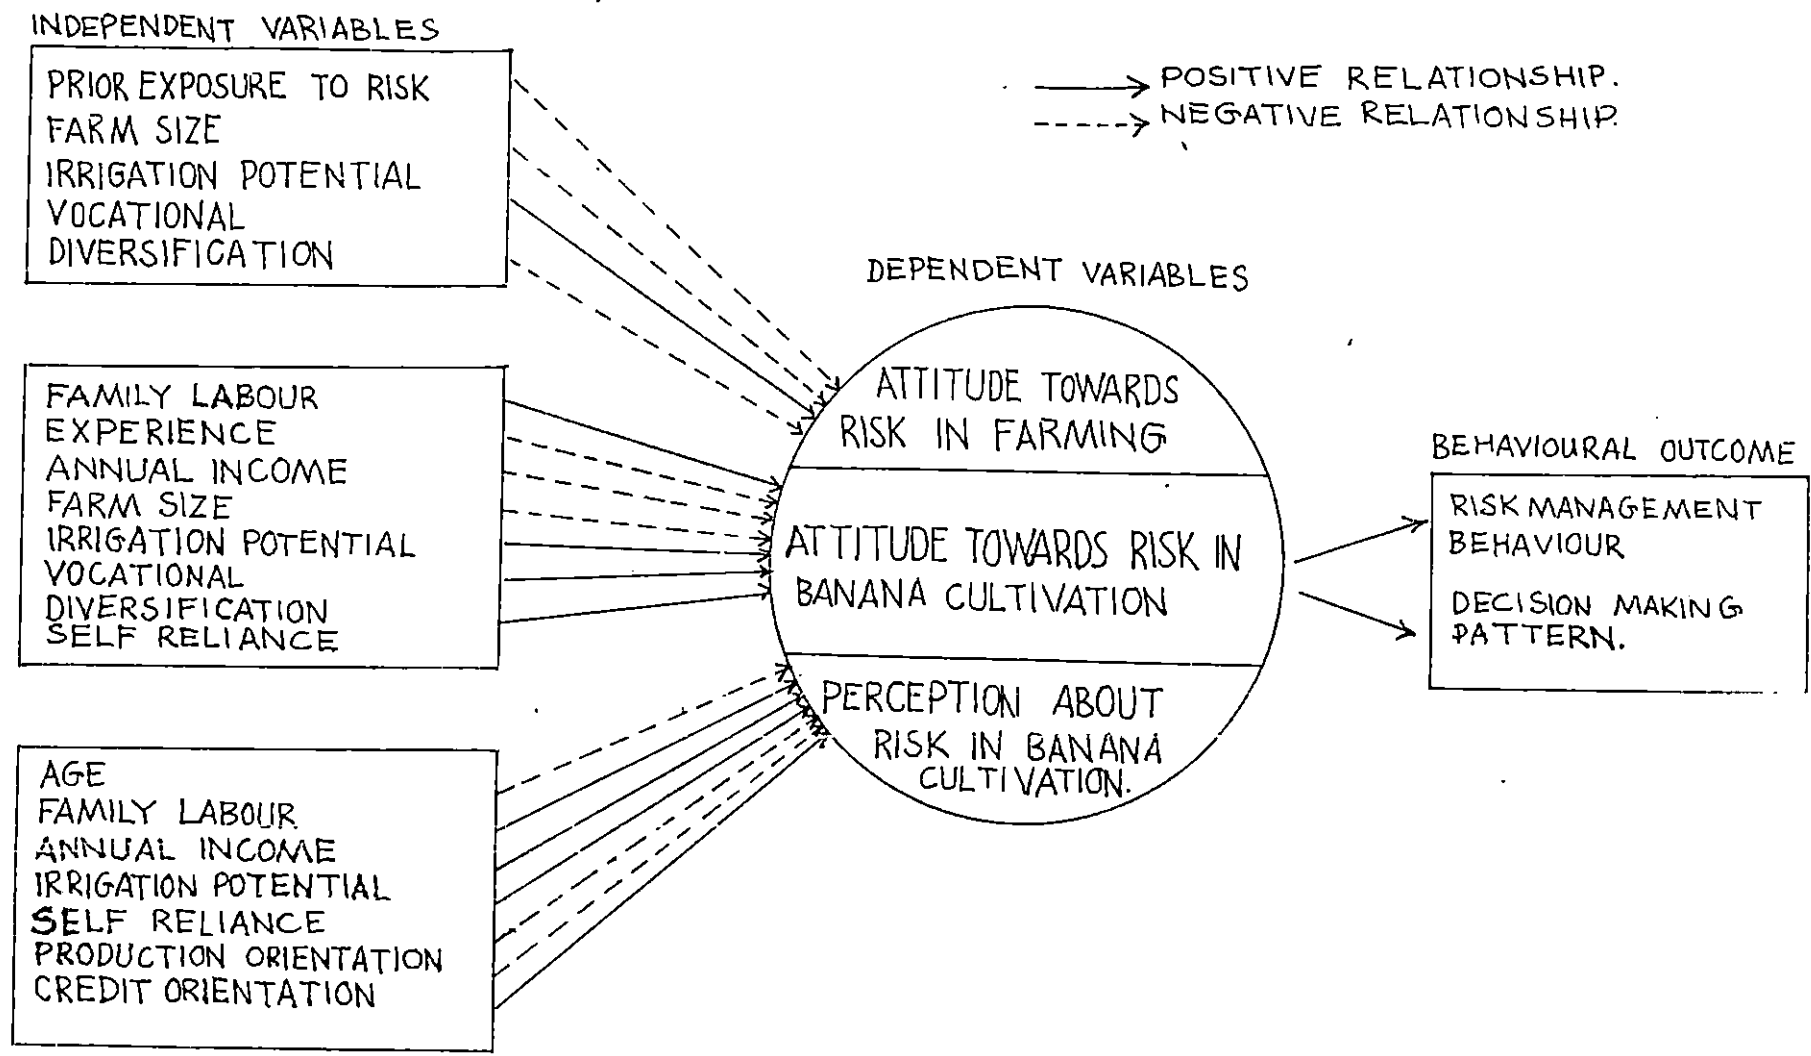 INDEPENDENT VARIABLES
PRIOR EXPOSURE TO RISK
FARM SIZE
IRRIGATION POTENTIAL
VOCATIONAL
DIVERSIFICATION
POSITIVE RELATIONSHIP.
NEGATIVE RELATIONSHIP.
FAMILY LABOUR
EXPERIENCE
ANNUAL INCOME
FARM SIZE
IRRIGATION POTENTIAL
VOCATIONAL
DIVERSIFICATION
SELF RELIANCE
AGE
FAMILY LABOUR
ANNUAL INCOME
IRRIGATION POTENTIAL
SELF RELIANCE
PRODUCTION ORIENTATION
CREDIT ORIENTATION
DEPENDENT VARIABLES
ATTITUDE TOWARDS
RISK IN FARMING
ATTITUDE TOWARDS RISK IN
BANANA CULTIVATION
PERCEPTION ABOUT
RISK IN BANANA
CULTIVATION.
BEHAVIOURAL OUTCOME
RISK MANAGEMENT
BEHAVIOUR
DECISION MAKING
PATTERN.